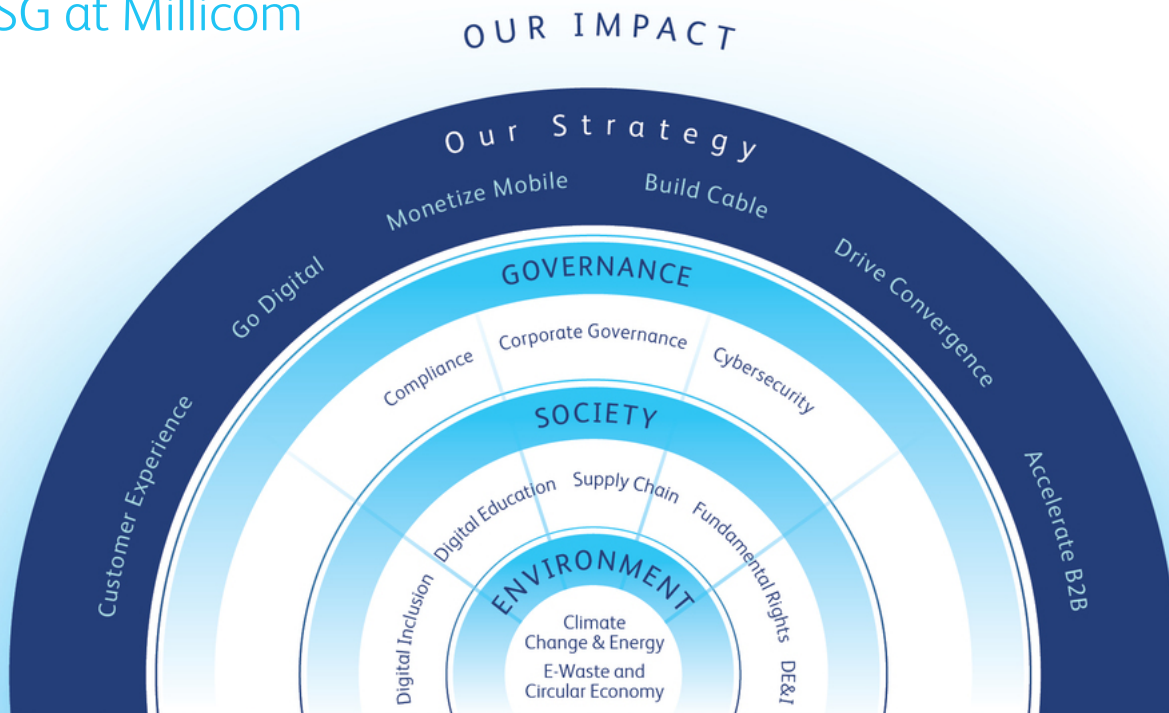 SG at Millicom
OUR IMPACT
Our Strategy
Customer Experience
Go Digital
Monetize Mobile
Build Cable
Drive Convergence
Accelerate B2B
GOVERNANCE
Compliance
Corporate Governance
Cybersecurity
SOCIETY
Digital Inclusion
Digital Education
Supply Chain
Fundamental Rights
DE&I
ENVIRONMENT
Climate
Change & Energy
E-Waste and
Circular Economy